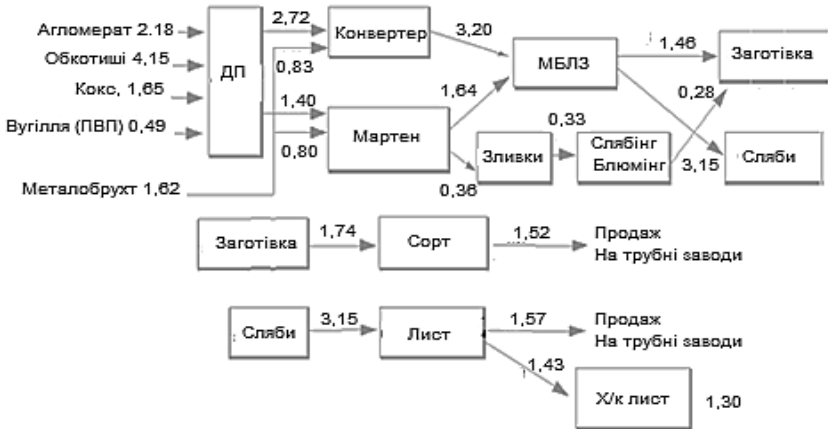 Агломерат 2.18
Обкотиші 4,15
Кокс, 1,65
Вугілля (ПВП) 0,49
Металобрухт 1,62
ДП
2,72
0,83
1,40
0,80
Конвертер
Мартен
3,20
1,64
0,36
МБЛЗ
Зливки
0,33
Слябінг
Блюмінг
1,46
0,28
3,15
Заготівка
Сляби
Заготівка
1,74
Сорт
1,52
Продаж
На трубні заводи
Сляби
3,15
Лист
1,57
Продаж
На трубні заводи
1,43
Х/к лист
1,30